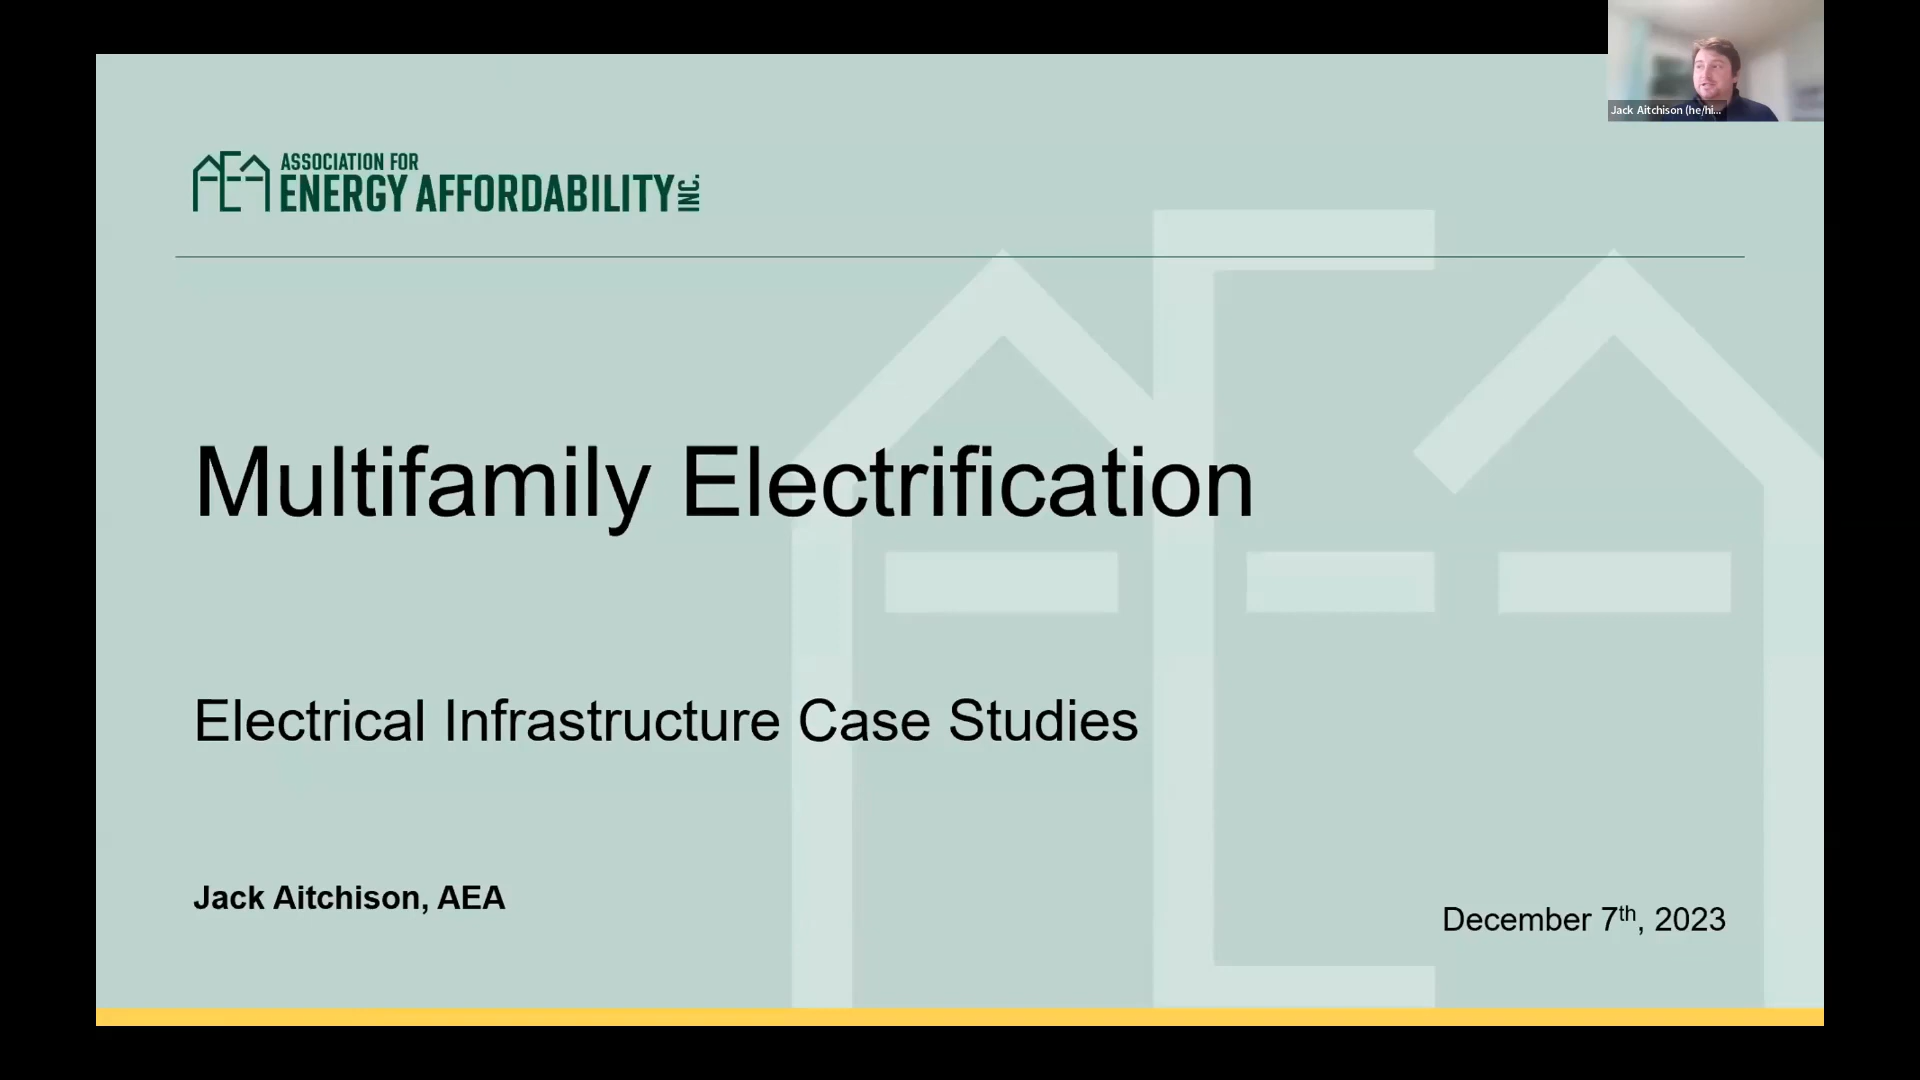 Jack Aitchison (he/hi...
ASSOCIATION FOR
ENERGY AFFORDABILITY INC.
Multifamily Electrification
Electrical Infrastructure Case Studies
Jack Aitchison, AEA
December 7th, 2023